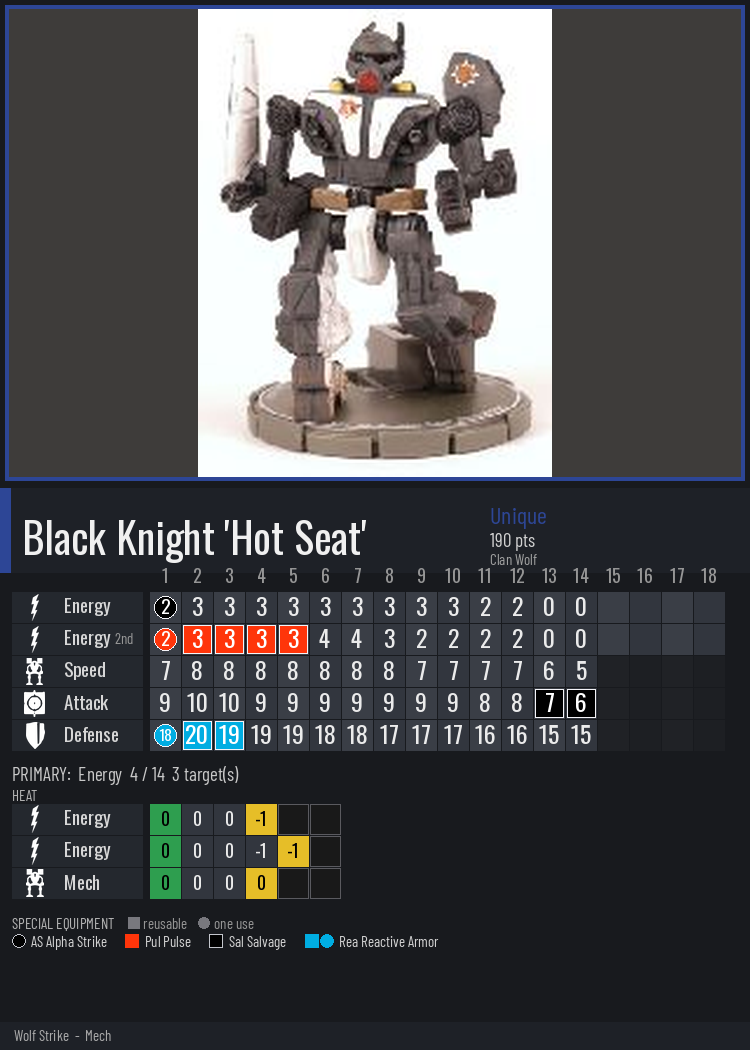 Black Knight 'Hot Seat'
Unique
190 pts
Clan Wolf
1 2 3 4 5 6 7 8 9 10 11 12 13 14 15 16 17 18
Energy 2 3 3 3 3 3 3 3 3 3 2 2 0 0
Energy 2nd 2 3 3 3 3 4 4 3 2 2 2 2 0 0
Speed 7 8 8 8 8 8 8 8 7 7 7 7 6 5
Attack 9 10 10 9 9 9 9 9 9 9 8 8 7 6
Defense 18 20 19 19 19 18 18 17 17 17 16 16 15 15
PRIMARY: Energy 4 / 14 3 target(s)
HEAT
Energy 0 0 0 -1
Energy 0 0 0 -1 -1
Mech 0 0 0 0
SPECIAL EQUIPMENT reusable one use
AS Alpha Strike Pul Pulse Sal Salvage Rea Reactive Armor
Wolf Strike - Mech